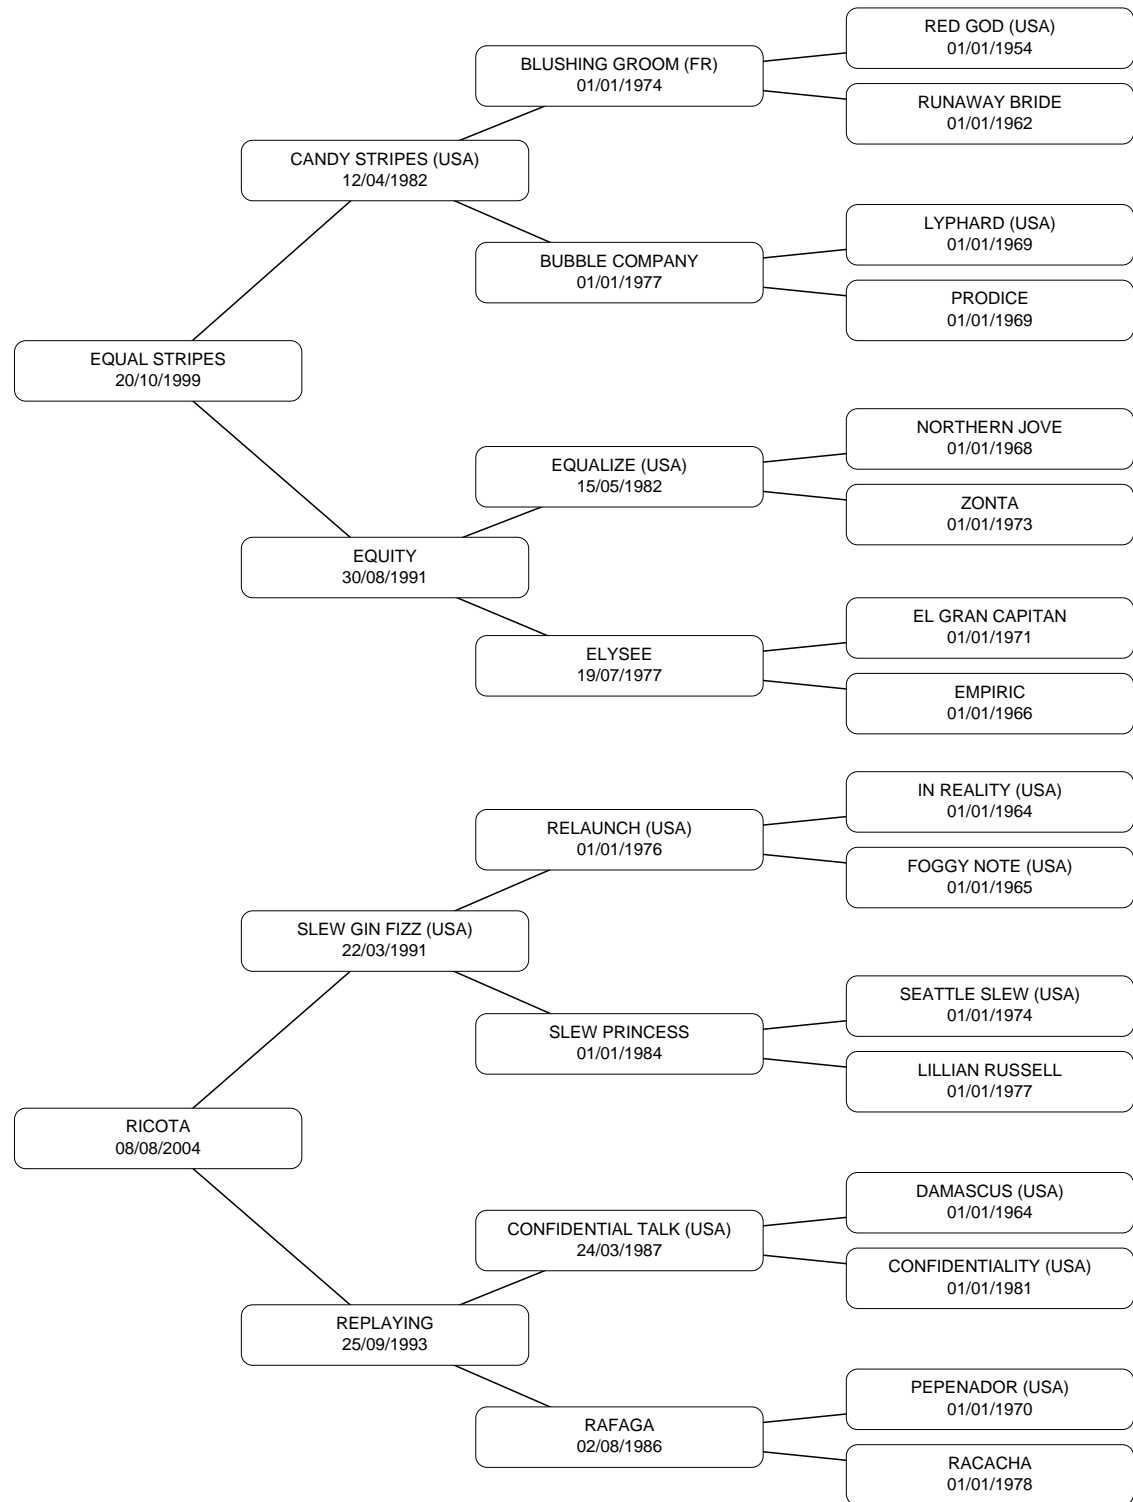 RED GOD (USA)
01/01/1954
BLUSHING GROOM (FR)
01/01/1974
RUNAWAY BRIDE
01/01/1962
CANDY STRIPES (USA)
12/04/1982
LYPHARD (USA)
01/01/1969
BUBBLE COMPANY
01/01/1977
PRODICE
01/01/1969
EQUAL STRIPES
20/10/1999
NORTHERN JOVE
01/01/1968
EQUALIZE (USA)
15/05/1982
ZONTA
01/01/1973
EQUITY
30/08/1991
EL GRAN CAPITAN
01/01/1971
ELYSEE
19/07/1977
EMPIRIC
01/01/1966
IN REALITY (USA)
01/01/1964
RELAUNCH (USA)
01/01/1976
FOGGY NOTE (USA)
01/01/1965
SLEW GIN FIZZ (USA)
22/03/1991
SEATTLE SLEW (USA)
01/01/1974
SLEW PRINCESS
01/01/1984
LILLIAN RUSSELL
01/01/1977
RICOTA
08/08/2004
DAMASCUS (USA)
01/01/1964
CONFIDENTIAL TALK (USA)
24/03/1987
CONFIDENTIALITY (USA)
01/01/1981
REPLAYING
25/09/1993
PEPENADOR (USA)
01/01/1970
RAFAGA
02/08/1986
RACACHA
01/01/1978